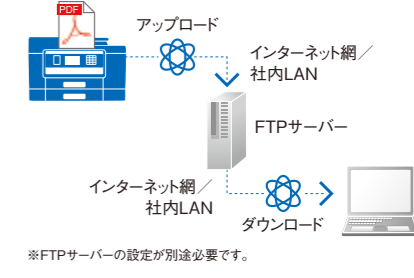 PDF
アップロード
インターネット網／
社内LAN
FTPサーバー
インターネット網／
社内LAN
ダウンロード
※FTPサーバーの設定が別途必要です。